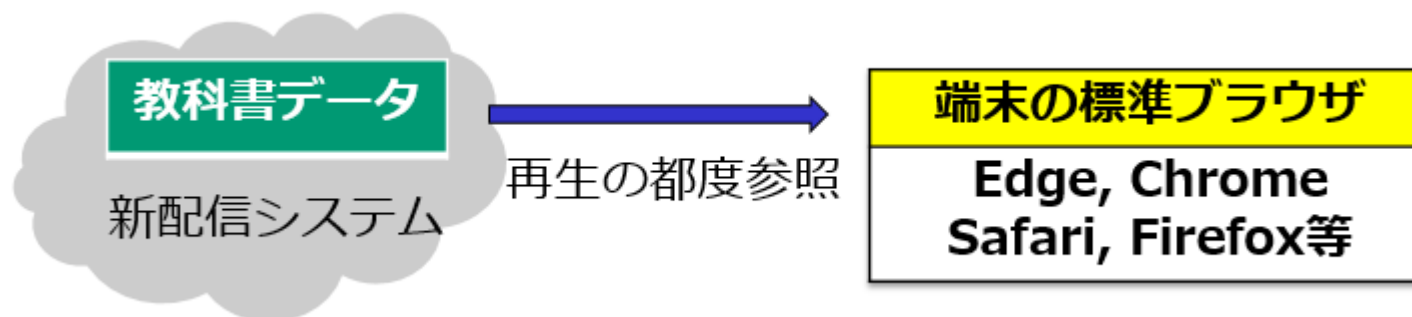 教科書データ
新配信システム
再生の都度参照
端末の標準ブラウザ
Edge, Chrome
Safari, Firefox等